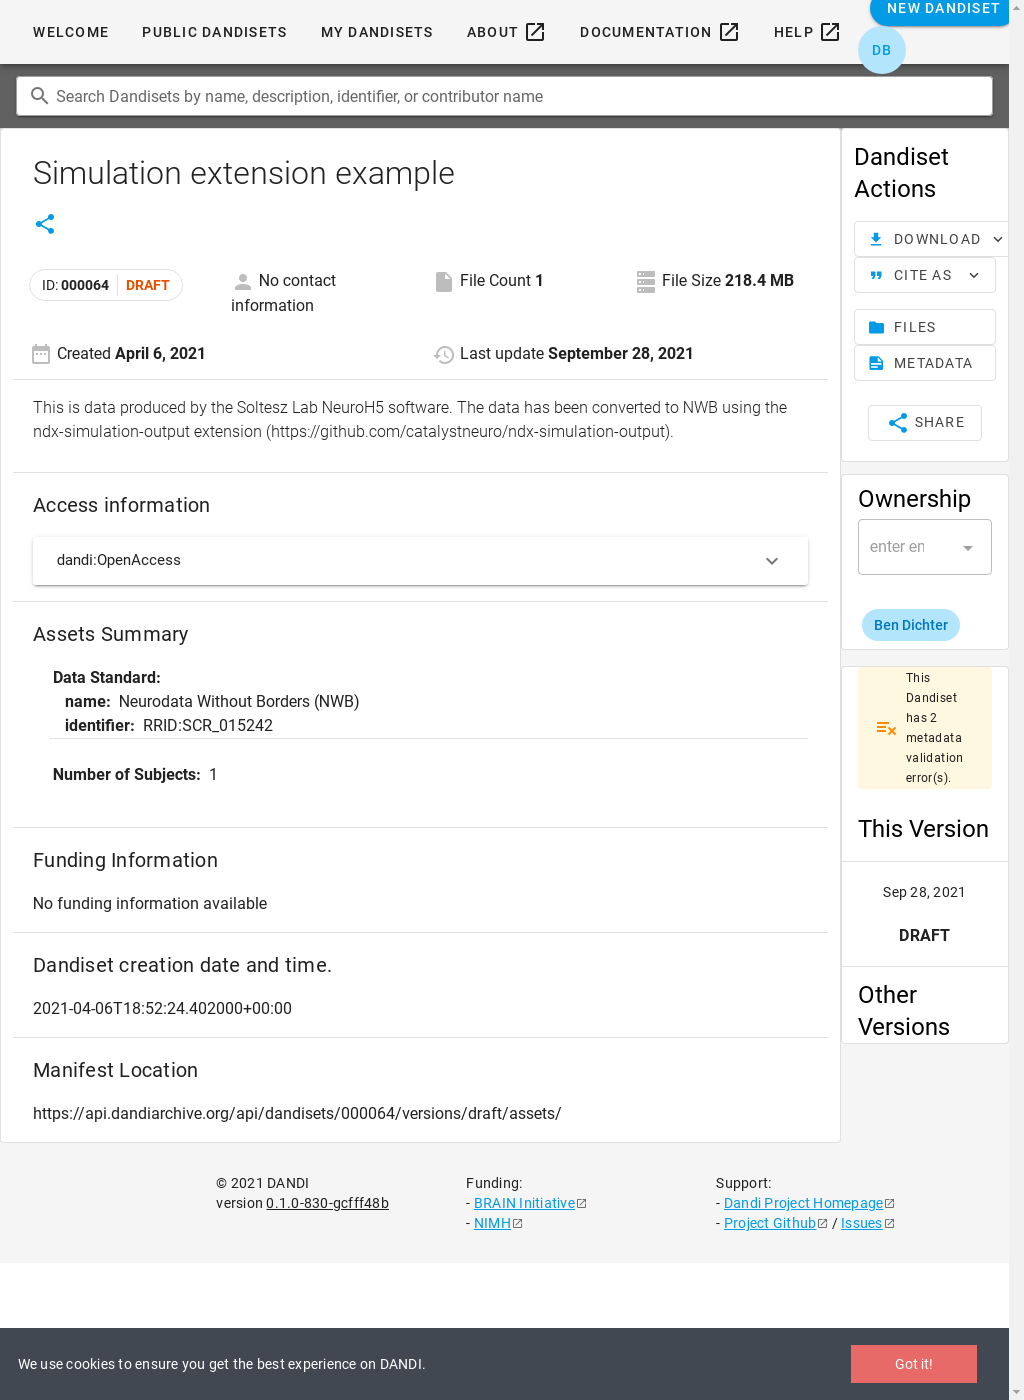 WELCOME PUBLIC DANDISETS MY DANDISETS ABOUT DOCUMENTATION HELP
NEW DANDISET
DB
Search Dandisets by name, description, identifier, or contributor name
Simulation extension example
ID: 000064 DRAFT
No contact information
File Count 1
File Size 218.4 MB
Created April 6, 2021
Last update September 28, 2021
This is data produced by the Soltesz Lab NeuroH5 software. The data has been converted to NWB using the
ndx-simulation-output extension (https://github.com/catalystneuro/ndx-simulation-output).
Access information
dandi:OpenAccess
Assets Summary
Data Standard:
name: Neurodata Without Borders (NWB)
identifier: RRID:SCR_015242
Number of Subjects: 1
Funding Information
No funding information available
Dandiset creation date and time.
2021-04-06T18:52:24.402000+00:00
Manifest Location
https://api.dandiarchive.org/api/dandisets/000064/versions/draft/assets/
Dandiset
Actions
DOWNLOAD
CITE AS
FILES
METADATA
SHARE
Ownership
enter en
Ben Dichter
This
Dandiset
has 2
metadata
validation
error(s).
This Version
Sep 28, 2021
DRAFT
Other
Versions
© 2021 DANDI
version 0.1.0-830-gcfff48b
Funding:
- BRAIN Initiative
- NIMH
Support:
- Dandi Project Homepage
- Project Github / Issues
We use cookies to ensure you get the best experience on DANDI.
Got it!